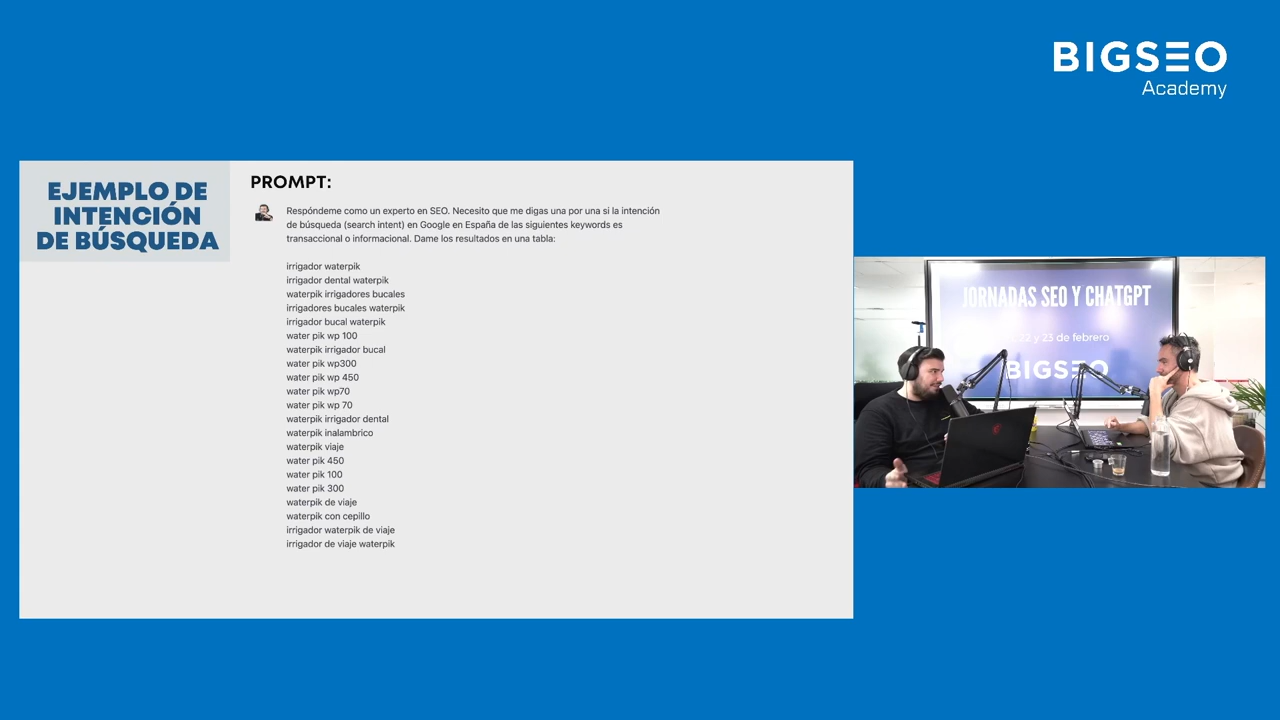 BIGSEO
Academy
EJEMPLO DE
INTENCIÓN
DE BÚSQUEDA
PROMPT:
Respóndeme como un experto en SEO. Necesito que me digas una por una si la intención
de búsqueda (search intent) en Google en España de las siguientes keywords es
transaccional o informacional. Dame los resultados en una tabla:
irrigador waterpik
irrigador dental waterpik
waterpik irrigadores bucales
irrigadores bucales waterpik
irrigador bucal waterpik
water pik wp 100
waterpik irrigador bucal
water pik wp300
water pik wp 450
water pik wp70
water pik wp 70
waterpik irrigador dental
waterpik inalambrico
waterpik viaje
water pik 450
water pik 100
water pik 300
waterpik de viaje
waterpik con cepillo
irrigador waterpik de viaje
irrigador de viaje waterpik
JORNADAS SEO Y CHATGPT
22 y 23 de febrero
BIGSEO